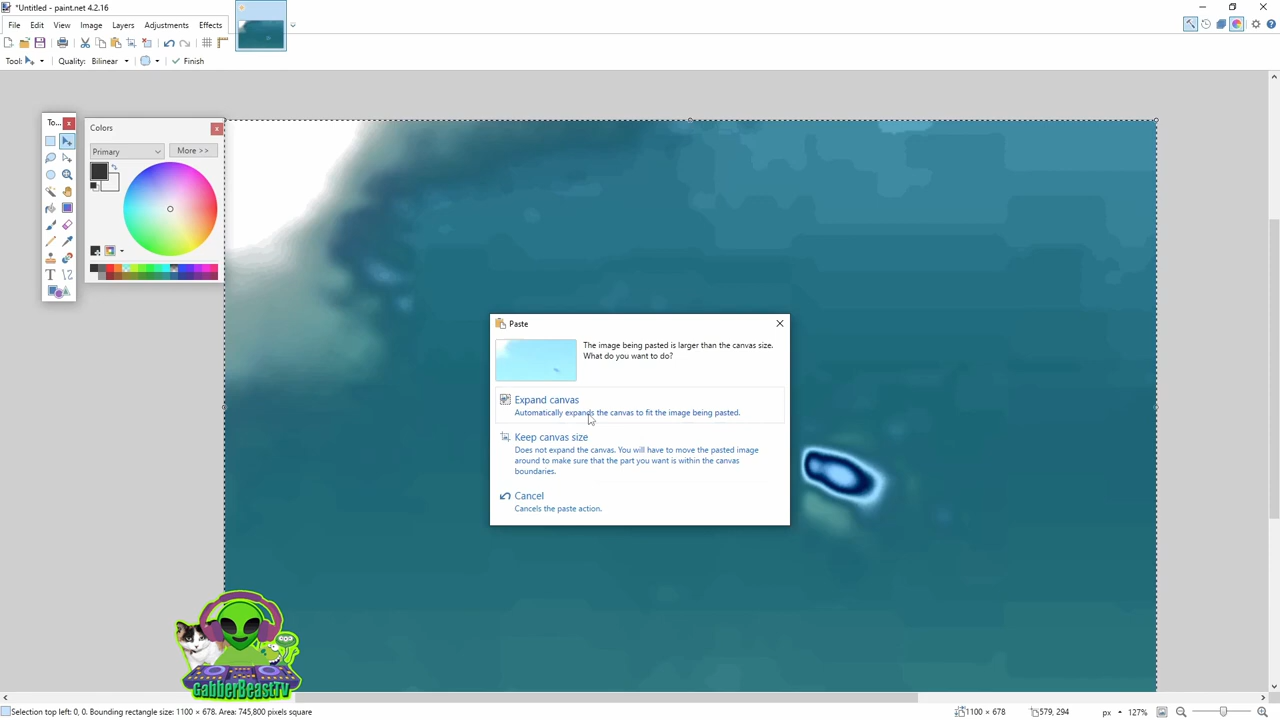 *Untitled - paint.net 4.2.16
File Edit View Image Layers Adjustments Effects
Tool: Quality: Bilinear Finish
To...
Colors
Primary More >>
Paste
The image being pasted is larger than the canvas size.
What do you want to do?
Expand canvas
Automatically expands the canvas to fit the image being pasted.
Keep canvas size
Does not expand the canvas. You will have to move the pasted image
around to make sure that the part you want is within the canvas
boundaries.
Cancel
Cancels the paste action.
GabberBeastTV
Selection top left: 0, 0. Bounding rectangle size: 1100 × 678. Area: 745,800 pixels square 1100 × 678 579, 294 px 127%